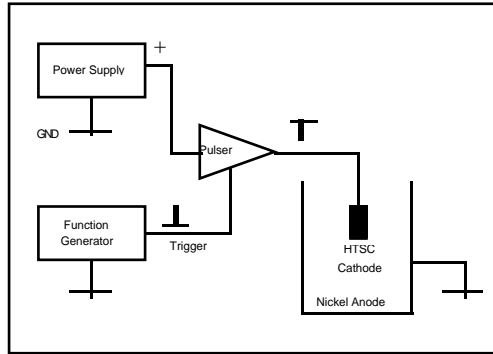 +
Power Supply
GND
Pulser
Function
Generator
Trigger
HTSC
Cathode
Nickel Anode